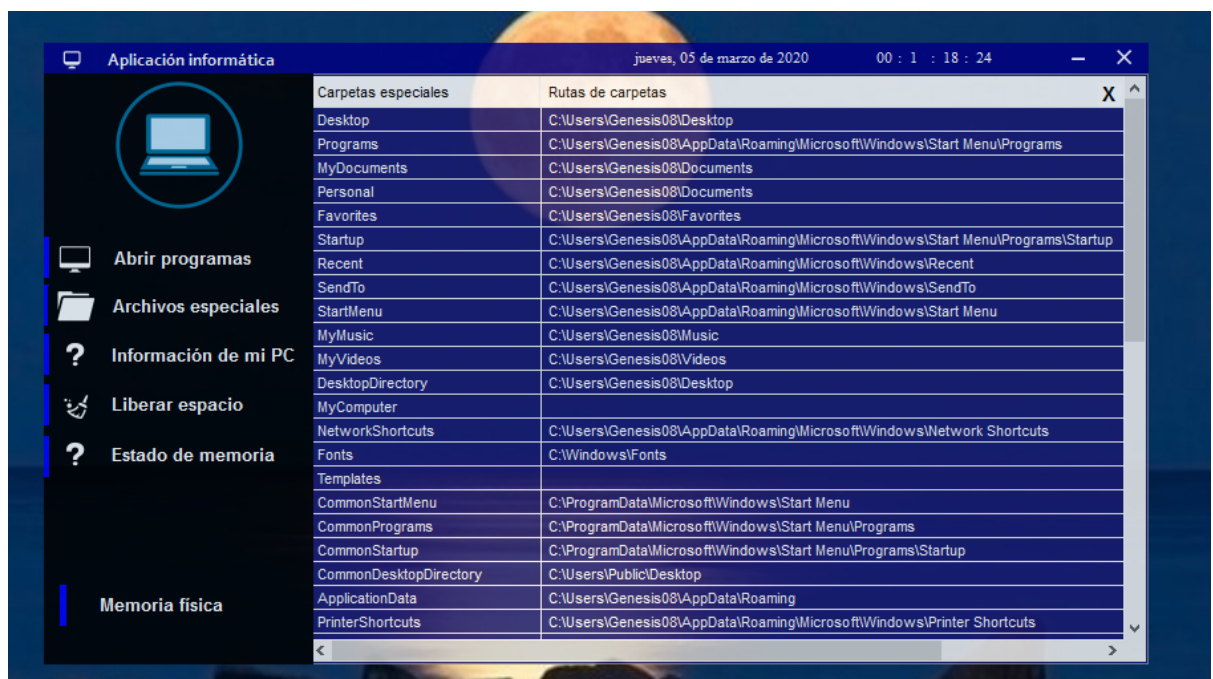 Aplicación informática jueves, 05 de marzo de 2020 00 : 1 : 18 : 24
Abrir programas
Archivos especiales
? Información de mi PC
Liberar espacio
? Estado de memoria
Memoria física
Carpetas especiales Rutas de carpetas X
Desktop C:\Users\Genesis08\Desktop
Programs C:\Users\Genesis08\AppData\Roaming\Microsoft\Windows\Start Menu\Programs
MyDocuments C:\Users\Genesis08\Documents
Personal C:\Users\Genesis08\Documents
Favorites C:\Users\Genesis08\Favorites
Startup C:\Users\Genesis08\AppData\Roaming\Microsoft\Windows\Start Menu\Programs\Startup
Recent C:\Users\Genesis08\AppData\Roaming\Microsoft\Windows\Recent
SendTo C:\Users\Genesis08\AppData\Roaming\Microsoft\Windows\SendTo
StartMenu C:\Users\Genesis08\AppData\Roaming\Microsoft\Windows\Start Menu
MyMusic C:\Users\Genesis08\Music
MyVideos C:\Users\Genesis08\Videos
DesktopDirectory C:\Users\Genesis08\Desktop
MyComputer
NetworkShortcuts C:\Users\Genesis08\AppData\Roaming\Microsoft\Windows\Network Shortcuts
Fonts C:\Windows\Fonts
Templates
CommonStartMenu C:\ProgramData\Microsoft\Windows\Start Menu
CommonPrograms C:\ProgramData\Microsoft\Windows\Start Menu\Programs
CommonStartup C:\ProgramData\Microsoft\Windows\Start Menu\Programs\Startup
CommonDesktopDirectory C:\Users\Public\Desktop
ApplicationData C:\Users\Genesis08\AppData\Roaming
PrinterShortcuts C:\Users\Genesis08\AppData\Roaming\Microsoft\Windows\Printer Shortcuts